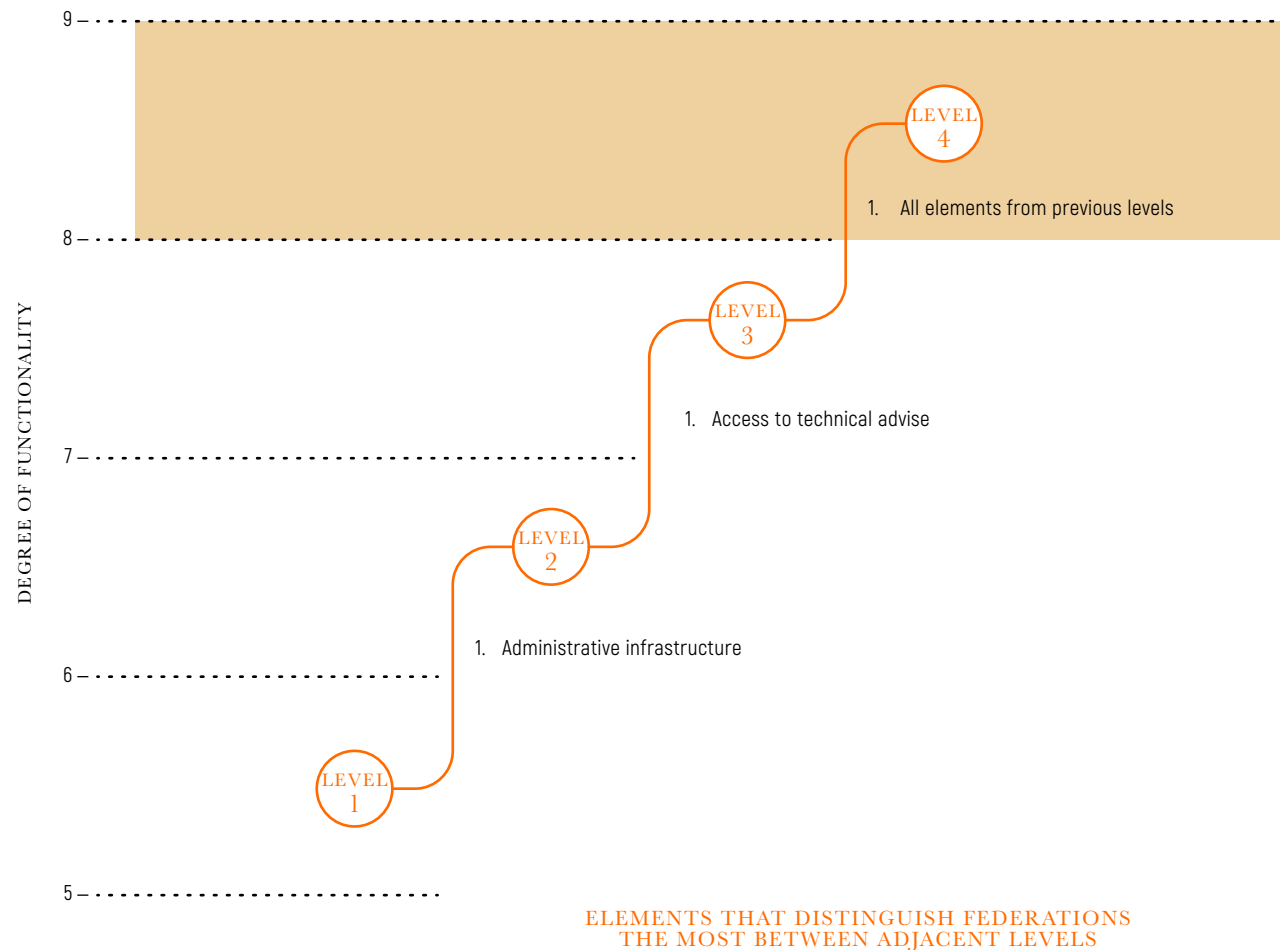 9
LEVEL
4
1. All elements from previous levels
8
LEVEL
3
DEGREE OF FUNCTIONALITY
1. Access to technical advise
7
LEVEL
2
1. Administrative infrastructure
6
LEVEL
1
5
ELEMENTS THAT DISTINGUISH FEDERATIONS
THE MOST BETWEEN ADJACENT LEVELS